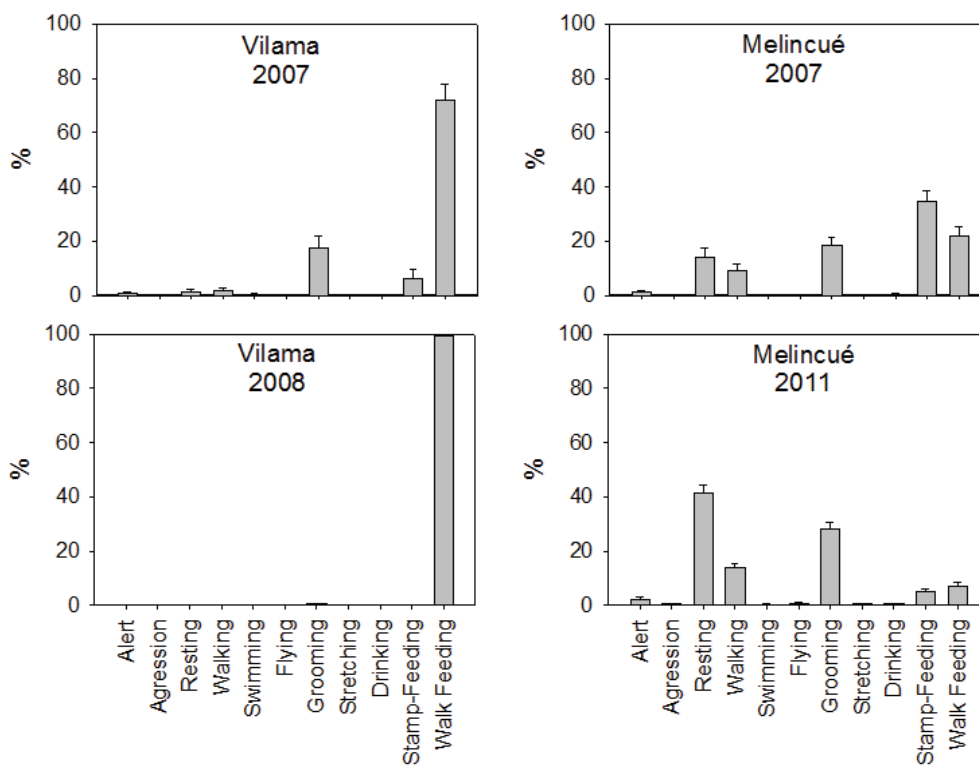 Vilama
2007
%
100
80
60
40
20
0
Melincué
2007
%
100
80
60
40
20
0
Vilama
2008
%
100
80
60
40
20
0
Alert
Agression
Resting
Walking
Swimming
Flying
Grooming
Stretching
Drinking
Stamp-Feeding
Walk Feeding
Melincué
2011
%
100
80
60
40
20
0
Alert
Agression
Resting
Walking
Swimming
Flying
Grooming
Stretching
Drinking
Stamp-Feeding
Walk Feeding